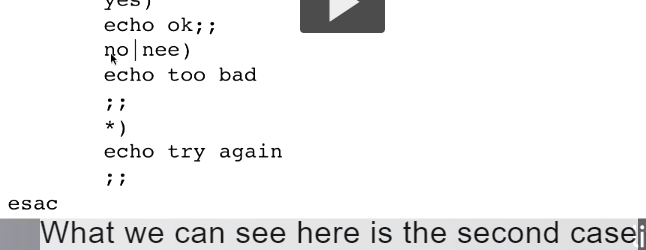 yes)
echo ok;;
no|nee)
echo too bad
;;
*)
echo try again
;;
esac
What we can see here is the second case